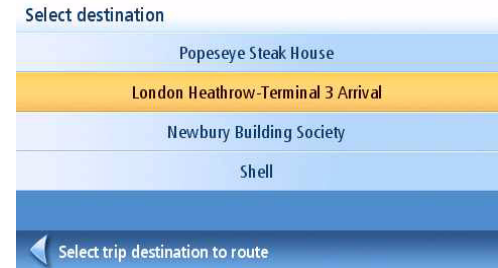 Select destination
Popeseye Steak House
London Heathrow-Terminal 3 Arrival
Newbury Building Society
Shell
Select trip destination to route